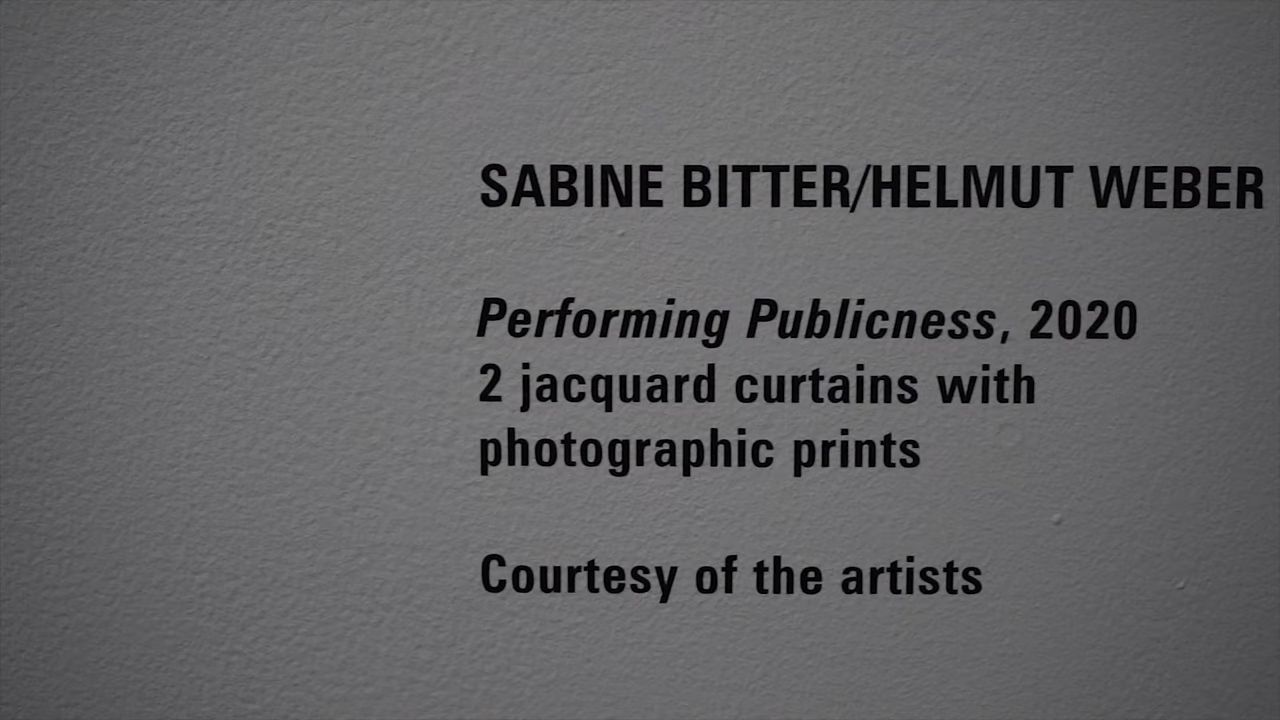 SABINE BITTER/HELMUT WEBER
Performing Publicness, 2020
2 jacquard curtains with
photographic prints
Courtesy of the artists